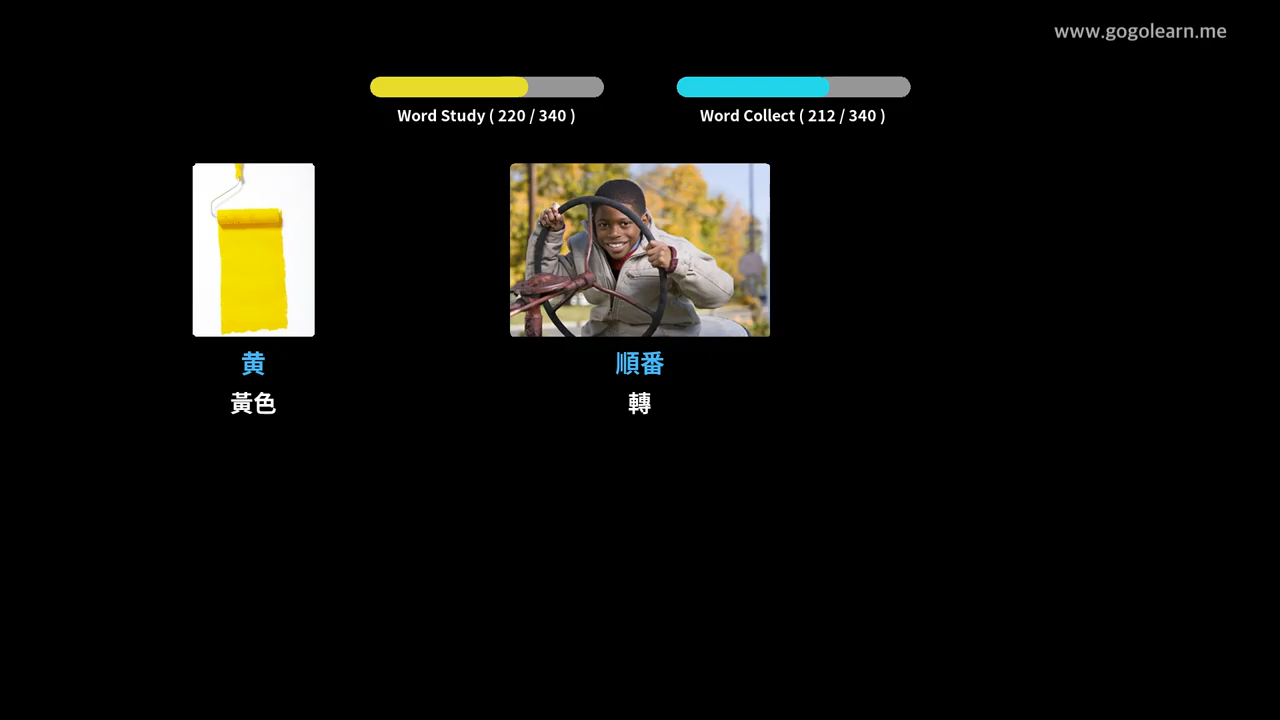 www.gogolearn.me
Word Study ( 220 / 340 )
Word Collect ( 212 / 340 )
黄
順番
黃色
轉